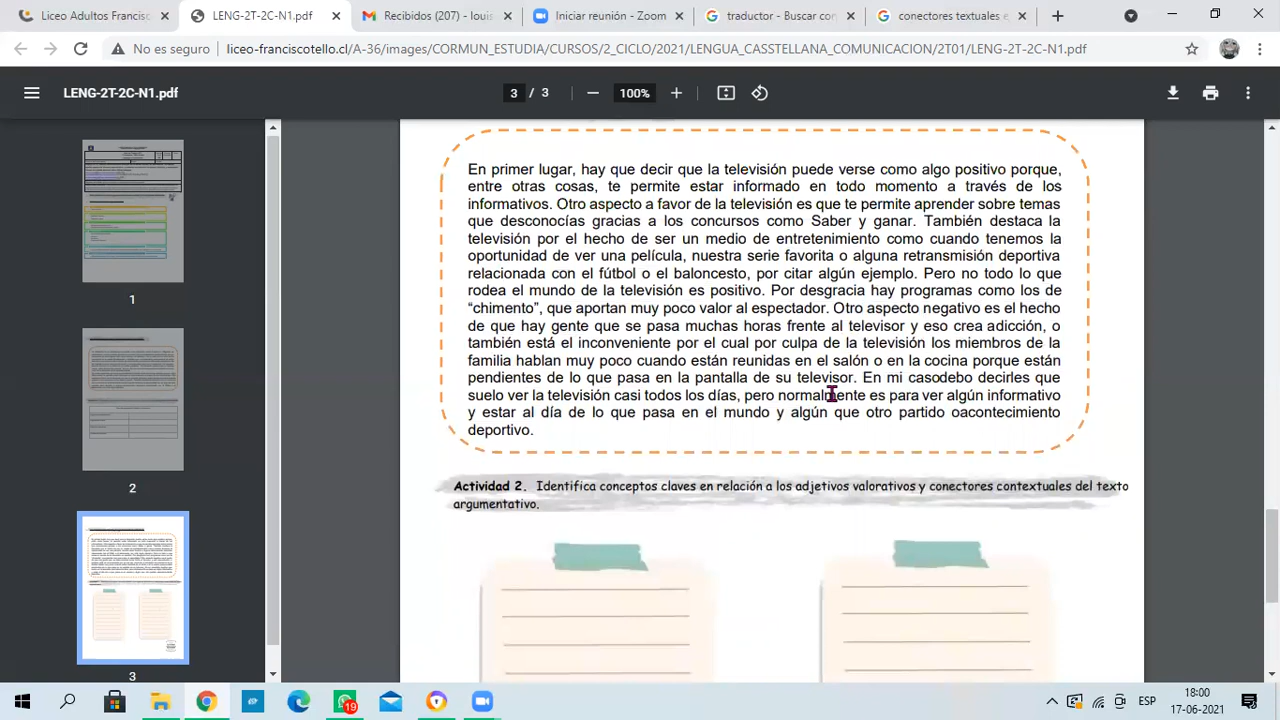 Liceo Adultos Francis
LENG-2T-2C-N1.pdf
Recibidos (207) - louis
Iniciar reunión - Zoom
traductor - Buscar con
conectores textuales e
No es seguro
liceo-franciscotello.cl/A-36/images/CORMUN_ESTUDIA/CURSOS/2_CICLO/2021/LENGUA_CASSTELLANA_COMUNICACION/2T01/LENG-2T-2C-N1.pdf
LENG-2T-2C-N1.pdf
3 / 3
100%
1
2
3
En primer lugar, hay que decir que la televisión puede verse como algo positivo porque,
entre otras cosas, te permite estar informado en todo momento a través de los
informativos. Otro aspecto a favor de la televisión es que te permite aprender sobre temas
que desconocías gracias a los concursos como Saber y ganar. También destaca la
televisión por el hecho de ser un medio de entretenimiento como cuando tenemos la
oportunidad de ver una película, nuestra serie favorita o alguna retransmisión deportiva
relacionada con el fútbol o el baloncesto, por citar algún ejemplo. Pero no todo lo que
rodea el mundo de la televisión es positivo. Por desgracia hay programas como los de
“chimento”, que aportan muy poco valor al espectador. Otro aspecto negativo es el hecho
de que hay gente que se pasa muchas horas frente al televisor y eso crea adicción, o
también está el inconveniente por el cual por culpa de la televisión los miembros de la
familia hablan muy poco cuando están reunidas en el salón o en la cocina porque están
pendientes de lo que pasa en la pantalla de su televisor. En mi casodebo decirles que
suelo ver la televisión casi todos los días, pero normalmente es para ver algún informativo
y estar al día de lo que pasa en el mundo y algún que otro partido oacontecimiento
deportivo.
Actividad 2. Identifica conceptos claves en relación a los adjetivos valorativos y conectores contextuales del texto
argumentativo.
19
ESP
18:00
17-06-2021